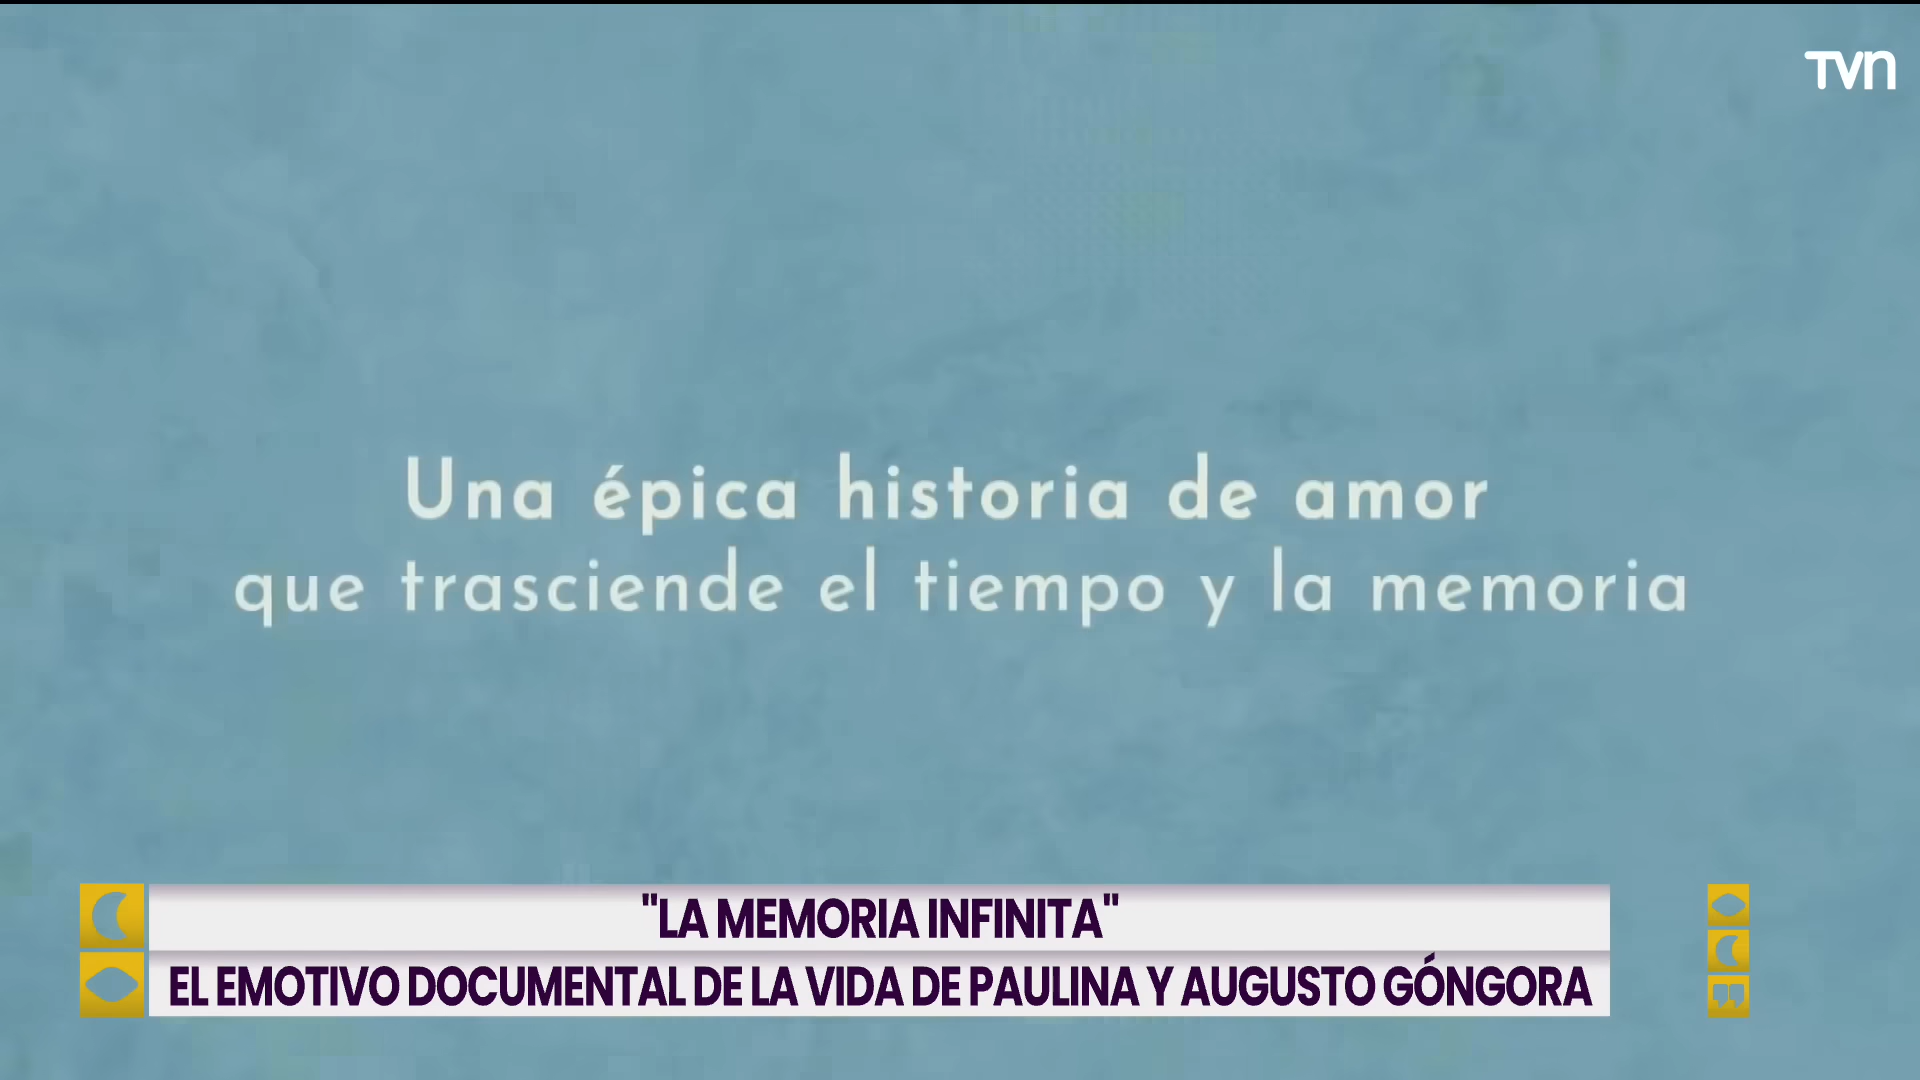 TVN
Una épica historia de amor
que trasciende el tiempo y la memoria
"LA MEMORIA INFINITA"
EL EMOTIVO DOCUMENTAL DE LA VIDA DE PAULINA Y AUGUSTO GÓNGORA